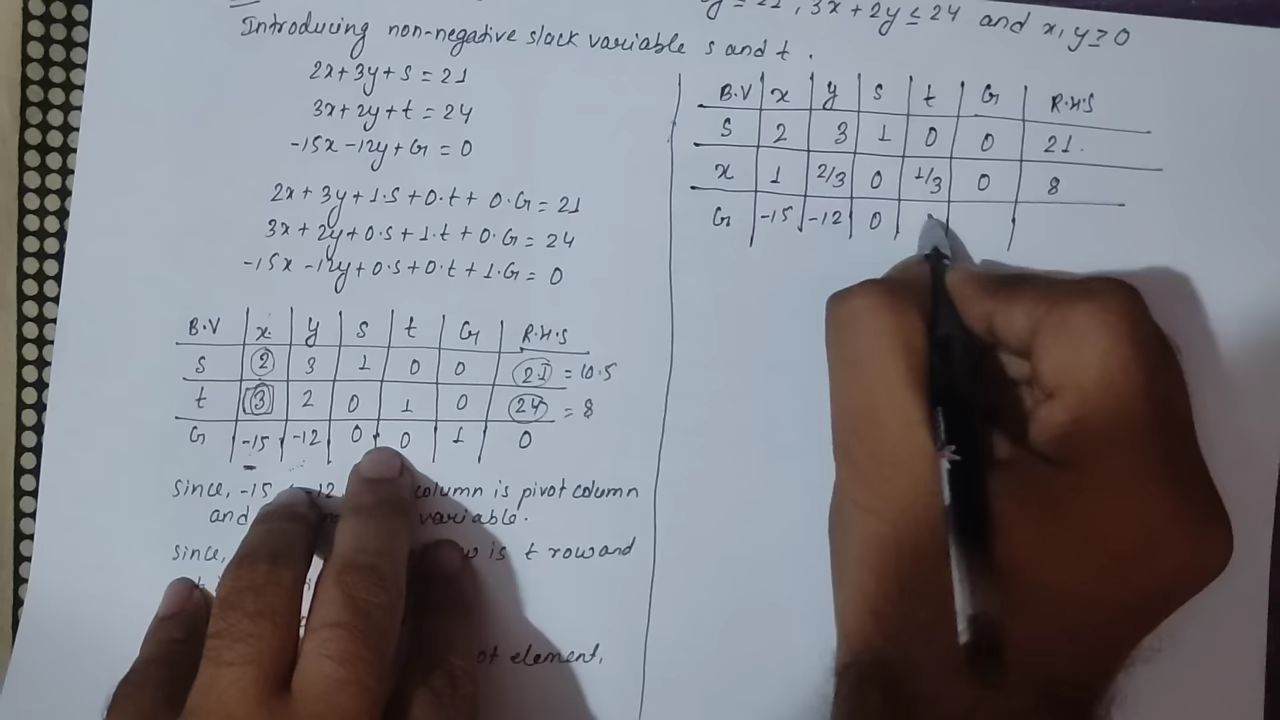 y ≤ 21, 3x + 2y ≤ 24 and x, y ≥ 0
Introducing non-negative slack variable s and t.
2x + 3y + s = 21
3x + 2y + t = 24
-15x - 12y + G = 0
2x + 3y + 1.s + 0.t + 0.G = 21
3x + 2y + 0.s + 1.t + 0.G = 24
-15x - 12y + 0.s + 0.t + 1.G = 0
B.V x y s t G R.H.S
s 2 3 1 0 0 21 = 10.5
t 3 2 0 1 0 24 = 8
G -15 -12 0 0 1 0
since, -15 -12 column is pivot column
and variable.
since, is t row and
ot element,
B.V x y s t G R.H.S
s 2 3 1 0 0 21.
x 1 2/3 0 1/3 0 8
G -15 -12 0